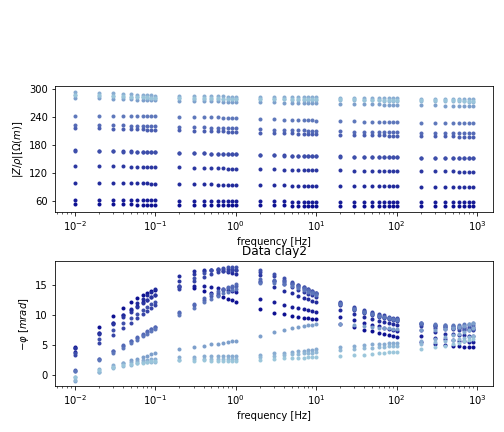 300
240
180
120
60
|Z/ρ|[Ω(m)]
10⁻² 10⁻¹ 10⁰ 10¹ 10² 10³
frequency [Hz]
Data clay2
15
10
5
0
−φ [mrad]
10⁻² 10⁻¹ 10⁰ 10¹ 10² 10³
frequency [Hz]